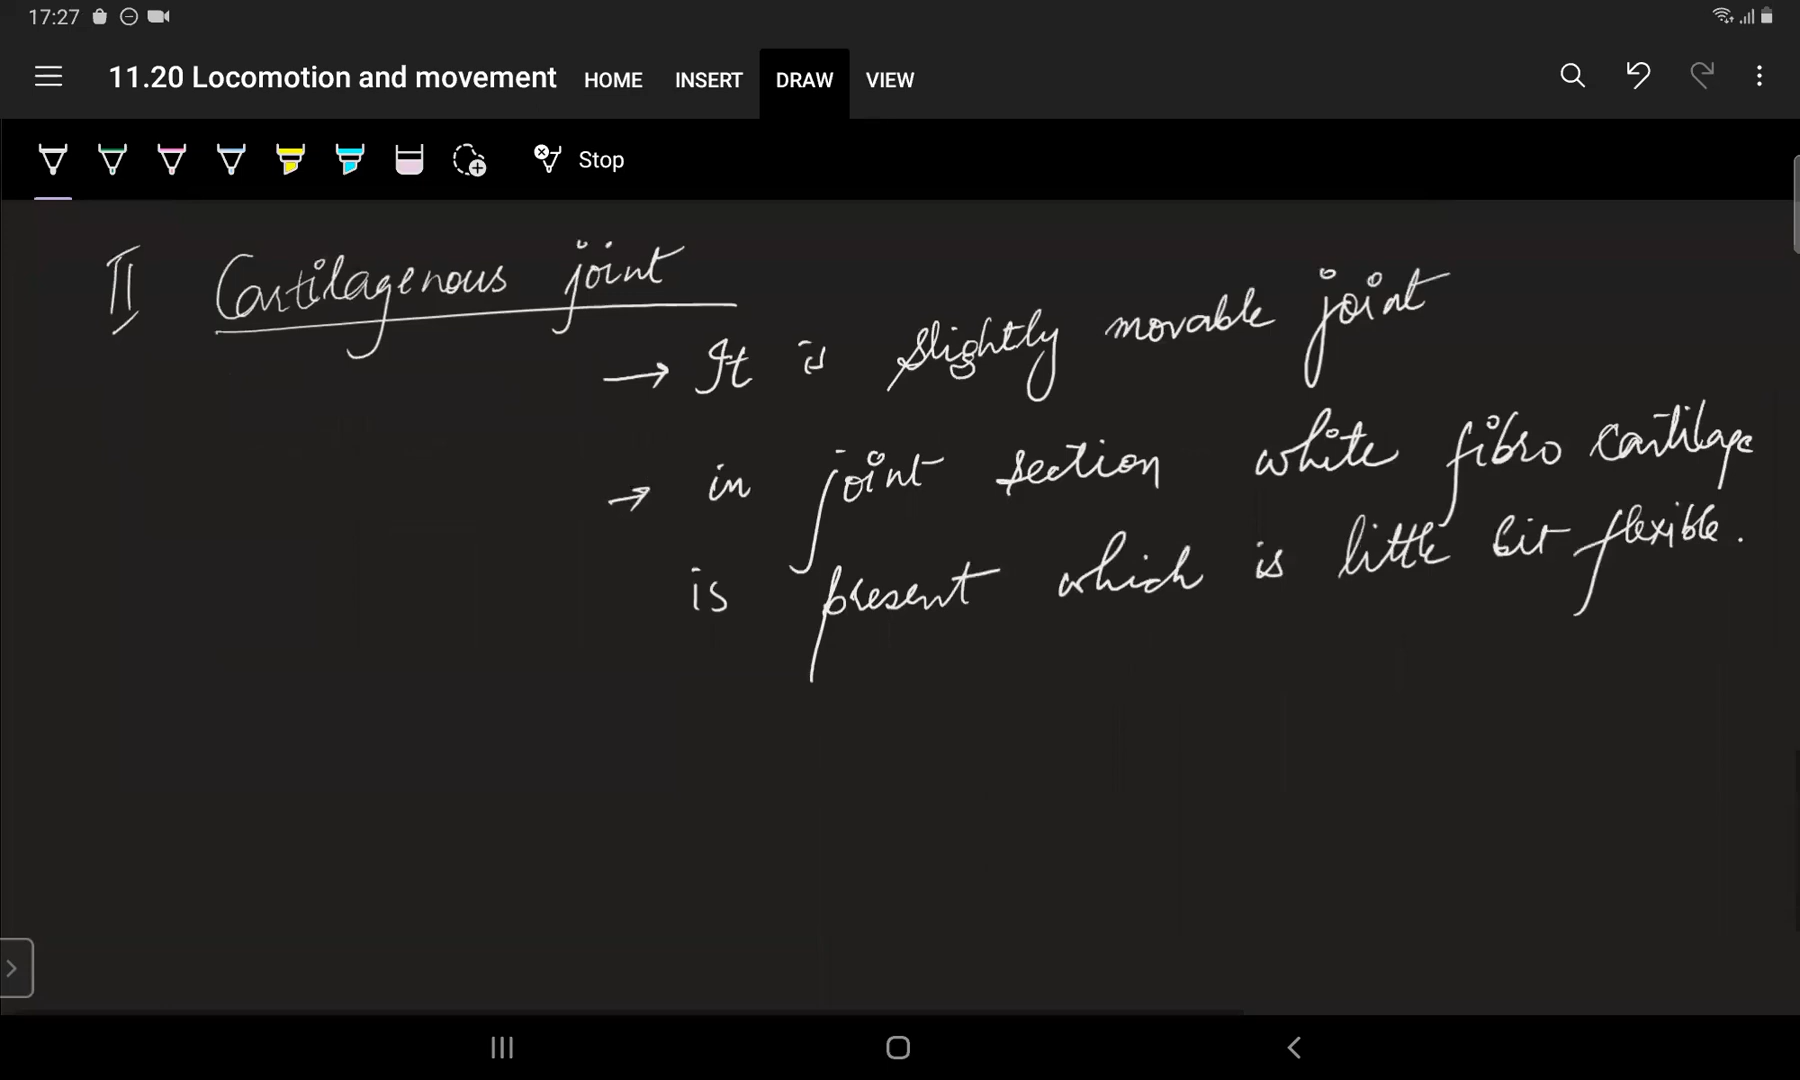 17:27
11.20 Locomotion and movement HOME INSERT DRAW VIEW
Stop
II Cartilagenous joint
→ It is slightly movable joint
→ in joint section white fibro cartilage
is present which is little bit flexible.